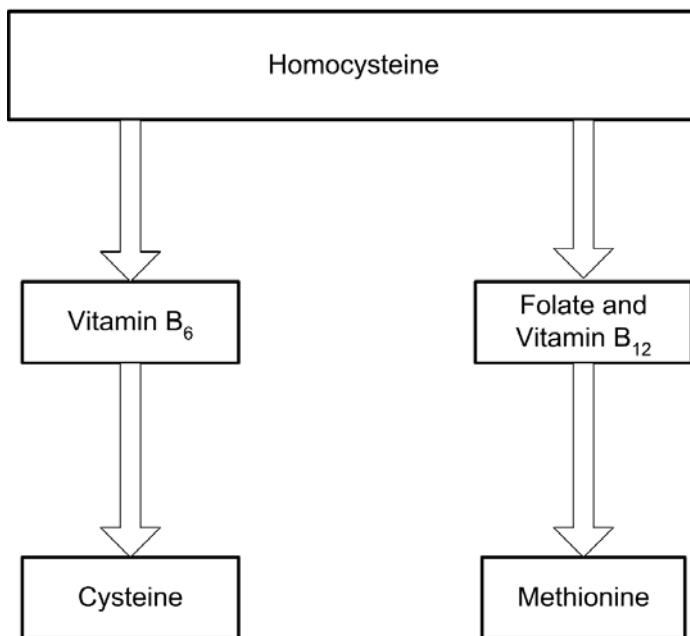 Homocysteine
Vitamin B6
Folate and
Vitamin B12
Cysteine
Methionine